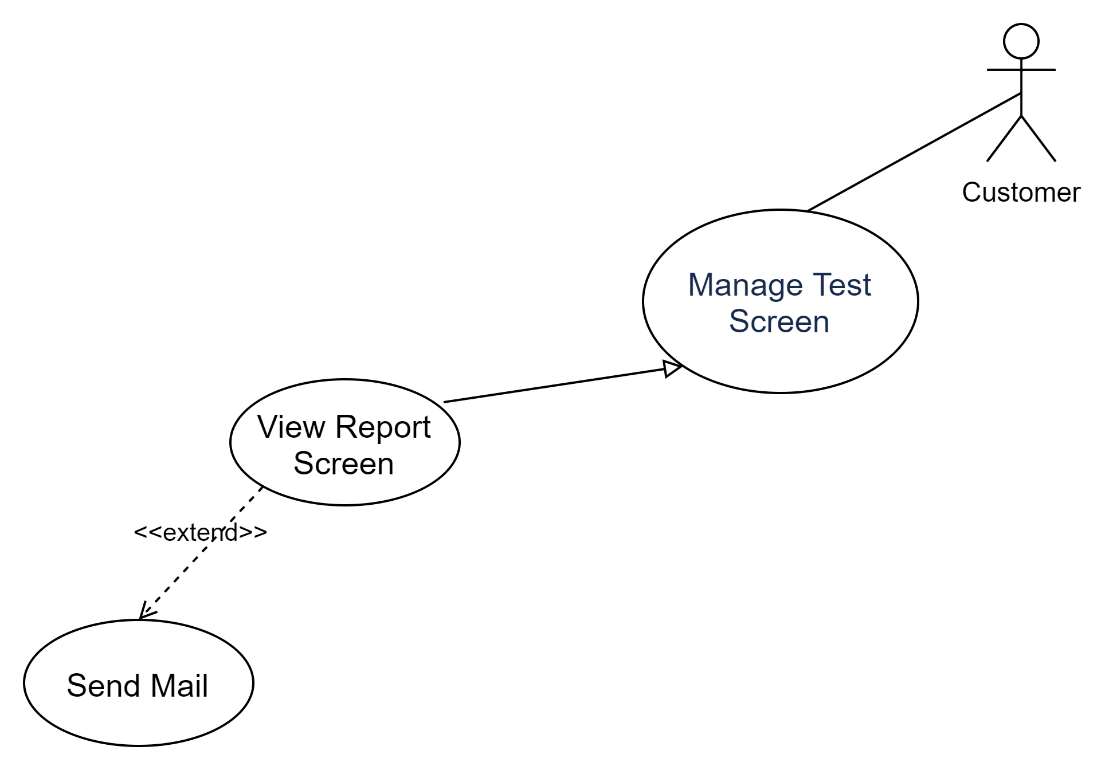 Customer
Manage Test
Screen
View Report
Screen
<<extend>>
Send Mail